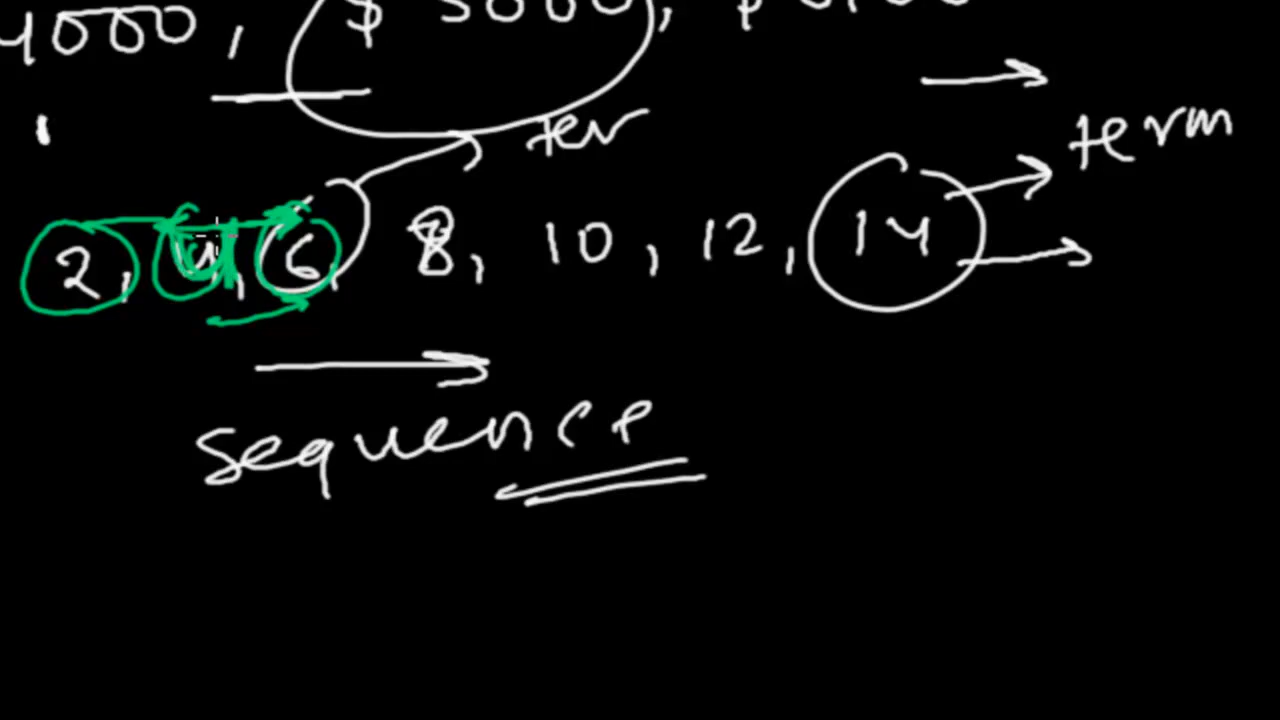 4000, $ 5000, $
ter term
2, 4, 6, 8, 10, 12, 14
sequence